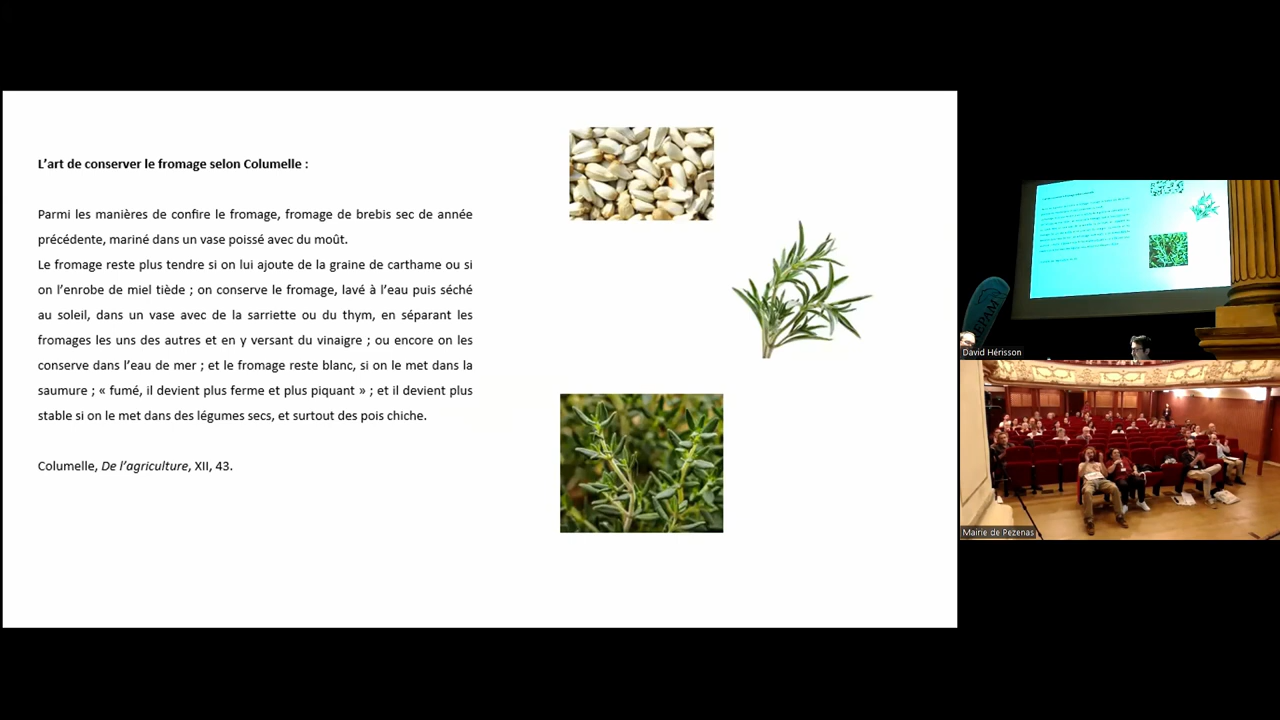 L’art de conserver le fromage selon Columelle :
Parmi les manières de confire le fromage, fromage de brebis sec de année
précédente, mariné dans un vase poissé avec du moût.
Le fromage reste plus tendre si on lui ajoute de la graine de carthame ou si
on l’enrobe de miel tiède ; on conserve le fromage, lavé à l’eau puis séché
au soleil, dans un vase avec de la sarriette ou du thym, en séparant les
fromages les uns des autres et en y versant du vinaigre ; ou encore on les
conserve dans l’eau de mer ; et le fromage reste blanc, si on le met dans la
saumure ; « fumé, il devient plus ferme et plus piquant » ; et il devient plus
stable si on le met dans des légumes secs, et surtout des pois chiche.
Columelle, De l’agriculture, XII, 43.
David Hérisson
Mairie de Pezenas